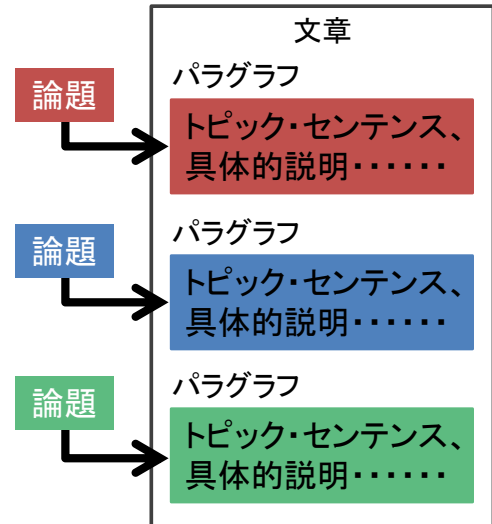 文章
論題
パラグラフ
トピック・センテンス、
具体的説明・・・・・・
論題
パラグラフ
トピック・センテンス、
具体的説明・・・・・・
論題
パラグラフ
トピック・センテンス、
具体的説明・・・・・・